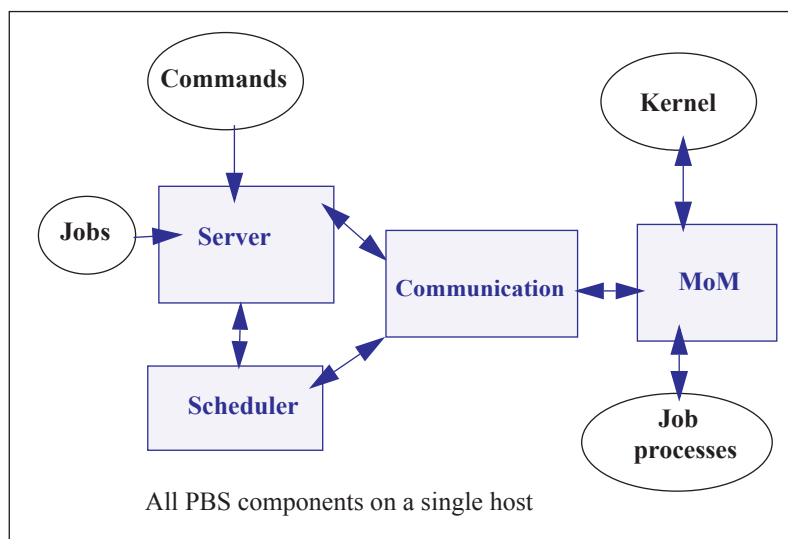 Commands
Kernel
Jobs
Server
Communication
MoM
Scheduler
Job
processes
All PBS components on a single host